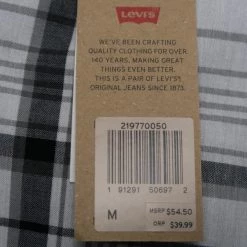 Levi's
WE'VE BEEN CRAFTING
QUALITY CLOTHING FOR OVER
140 YEARS, MAKING GREAT
THINGS EVEN BETTER.
THIS IS A PAIR OF LEVI'S®
ORIGINAL JEANS SINCE 1873.
219770050
1 91291 50697 2
M
MSRP $54.50
ORP $39.99